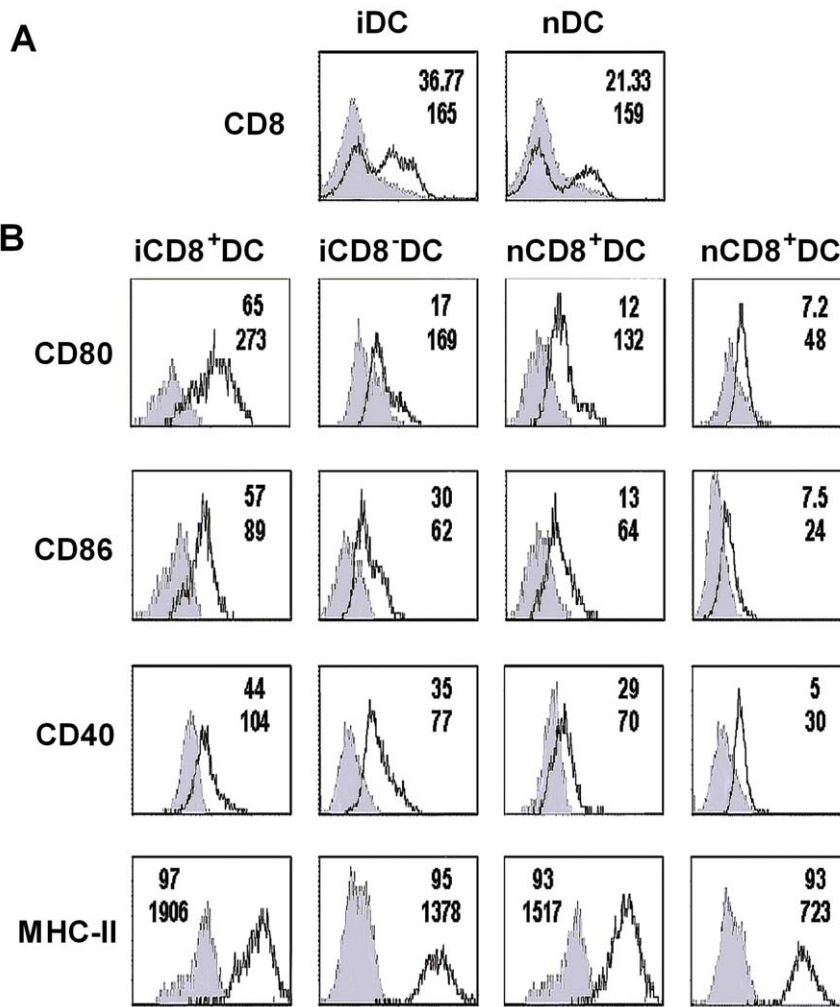 A
iDC nDC
CD8
36.77 21.33
165 159
B
iCD8+DC iCD8-DC nCD8+DC nCD8+DC
CD80
65 17 12 7.2
273 169 132 48
CD86
57 30 13 7.5
89 62 64 24
CD40
44 35 29 5
104 77 70 30
MHC-II
97 95 93 93
1906 1378 1517 723